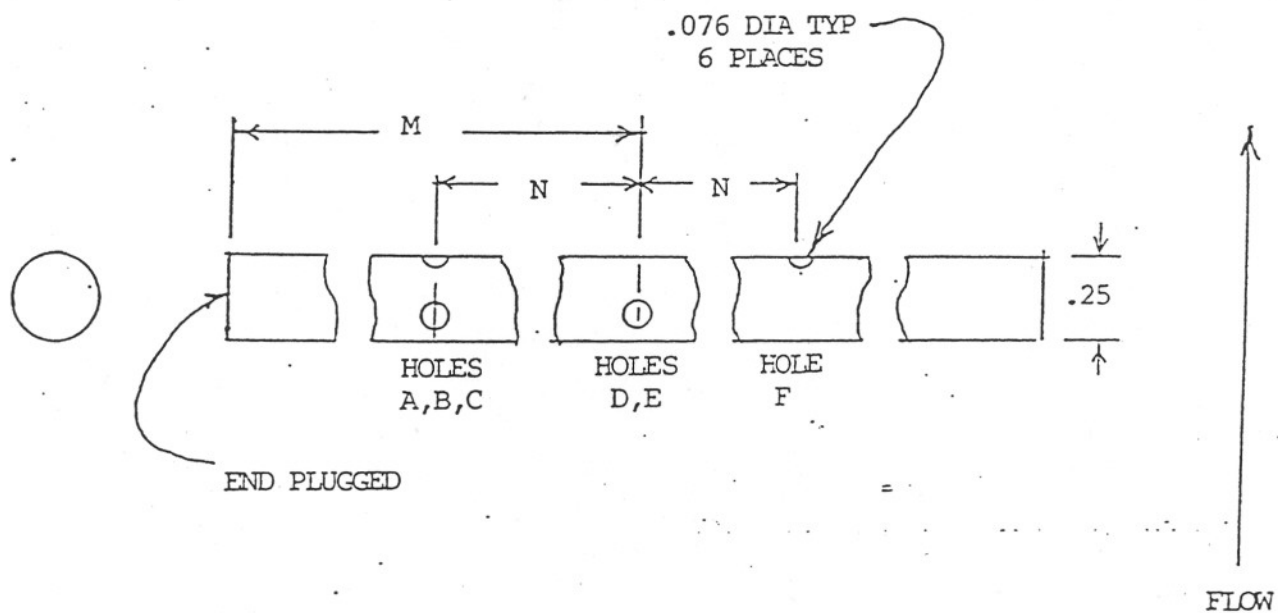 .076 DIA TYP
6 PLACES
M
N
N
.25
HOLES
A,B,C
HOLES
D,E
HOLE
F
END PLUGGED
FLOW